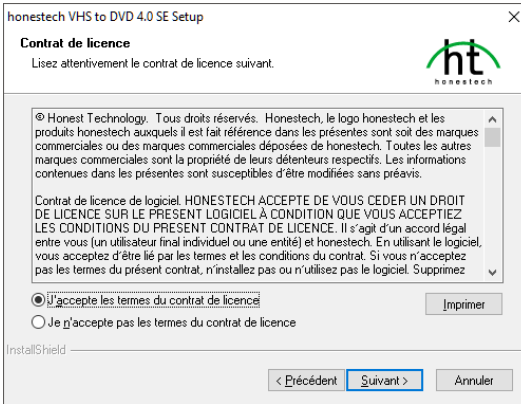 honestech VHS to DVD 4.0 SE Setup
Contrat de licence
Lisez attentivement le contrat de licence suivant.
ht
honestech
© Honest Technology. Tous droits réservés. Honestech, le logo honestech et les
produits honestech auxquels il est fait référence dans les présentes sont soit des marques
commerciales ou des marques commerciales déposées de honestech. Toutes les autres
marques commerciales sont la propriété de leurs détenteurs respectifs. Les informations
contenues dans les présentes sont susceptibles d'être modifiées sans préavis.
Contrat de licence de logiciel. HONESTECH ACCEPTE DE VOUS CEDER UN DROIT
DE LICENCE SUR LE PRESENT LOGICIEL À CONDITION QUE VOUS ACCEPTIEZ
LES CONDITIONS DU PRESENT CONTRAT DE LICENCE. Il s'agit d'un accord légal
entre vous (un utilisateur final individuel ou une entité) et honestech. En utilisant le logiciel,
vous acceptez d'être lié par les termes et les conditions du contrat. Si vous n'acceptez
pas les termes du présent contrat, n'installez pas ou n'utilisez pas le logiciel. Supprimez
J'accepte les termes du contrat de licence
Imprimer
Je n'accepte pas les termes du contrat de licence
InstallShield
< Précédent
Suivant >
Annuler